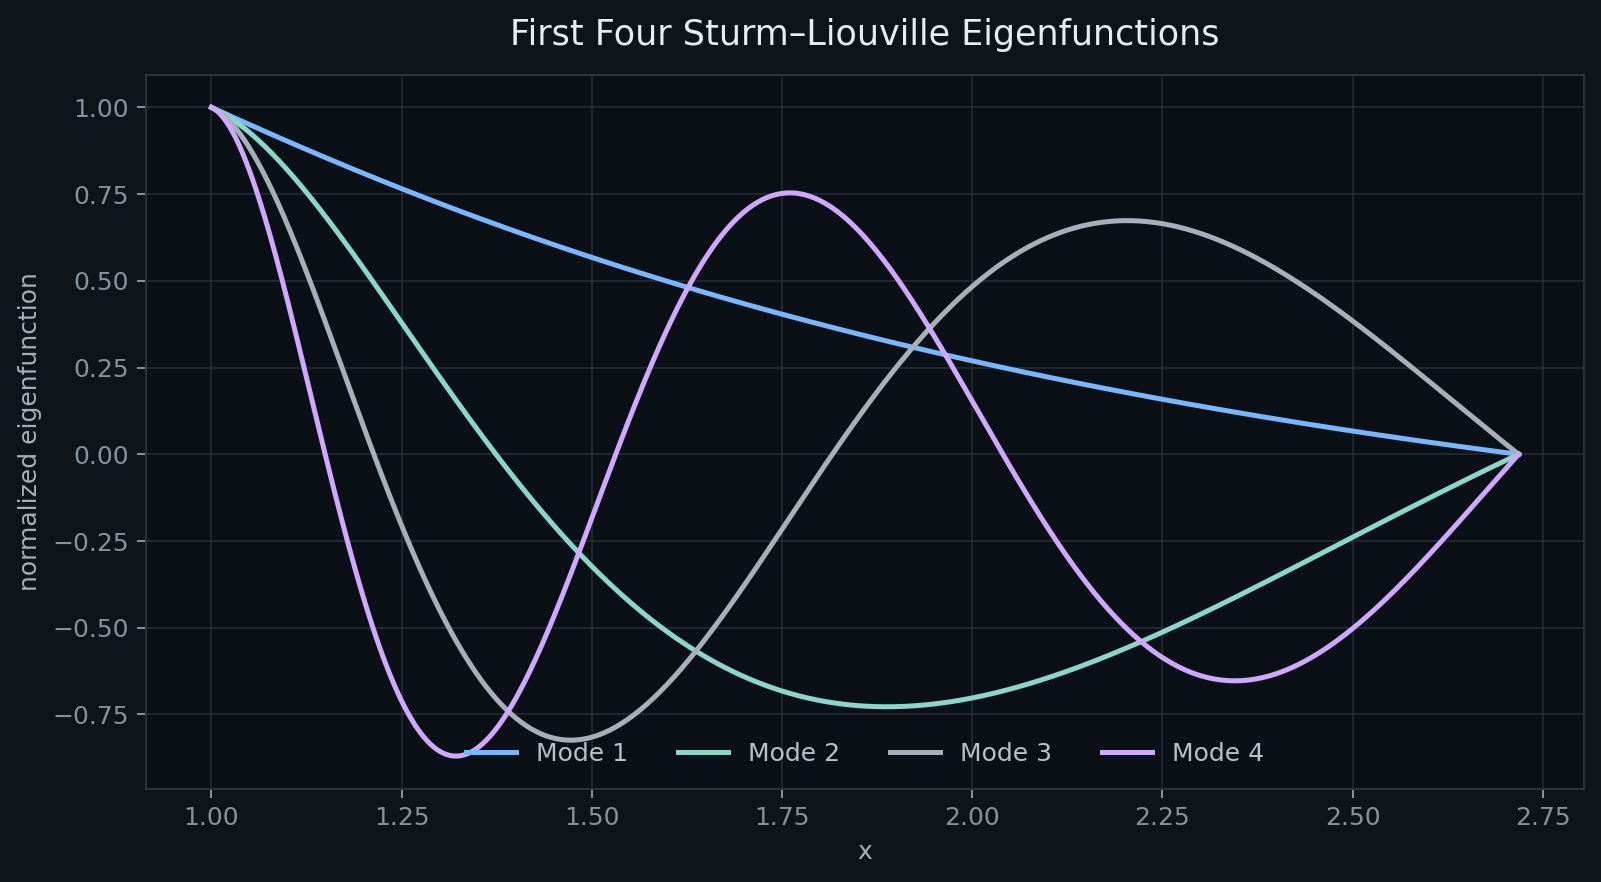 First Four Sturm–Liouville Eigenfunctions
normalized eigenfunction
1.00
0.75
0.50
0.25
0.00
−0.25
−0.50
−0.75
Mode 1 Mode 2 Mode 3 Mode 4
1.00 1.25 1.50 1.75 2.00 2.25 2.50 2.75
x